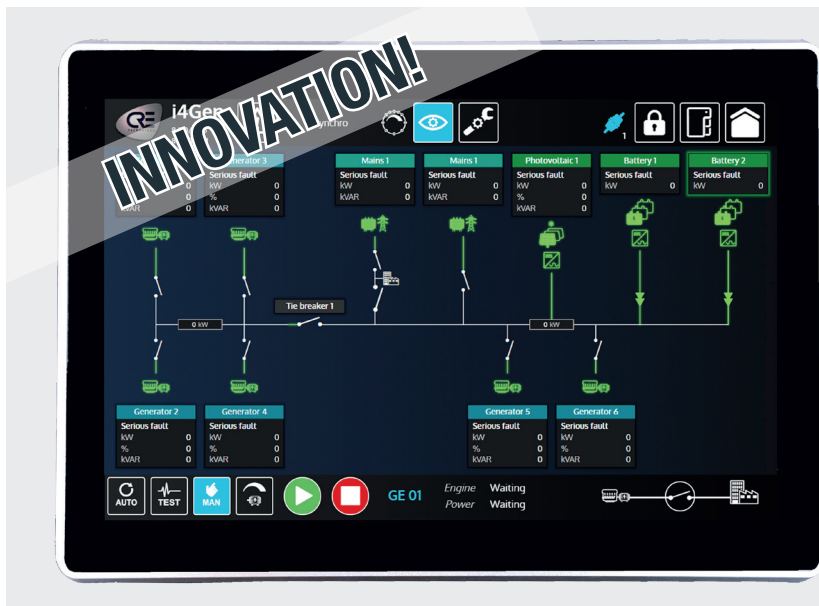 INNOVATION!
CRE
TECHNOLOGY
i4Gen
Synchro
1
Generator 3
Mains 1
Mains 1
Photovoltaic 1
Battery 1
Battery 2
Serious fault
Serious fault
Serious fault
Serious fault
Serious fault
Serious fault
0
kW 0
kW 0
kW 0
kW 0
kW 0
kW 0
0
% 0
% 0
% 0
% 0
kVAR 0
kVAR 0
kVAR 0
kVAR 0
kVAR 0
Tie breaker 1
0 kW
0 kW
Generator 2
Generator 4
Generator 5
Generator 6
Serious fault
Serious fault
Serious fault
Serious fault
kW 0
kW 0
kW 0
kW 0
% 0
% 0
% 0
% 0
kVAR 0
kVAR 0
kVAR 0
kVAR 0
AUTO
TEST
MAN
GE 01
Engine Waiting
Power Waiting